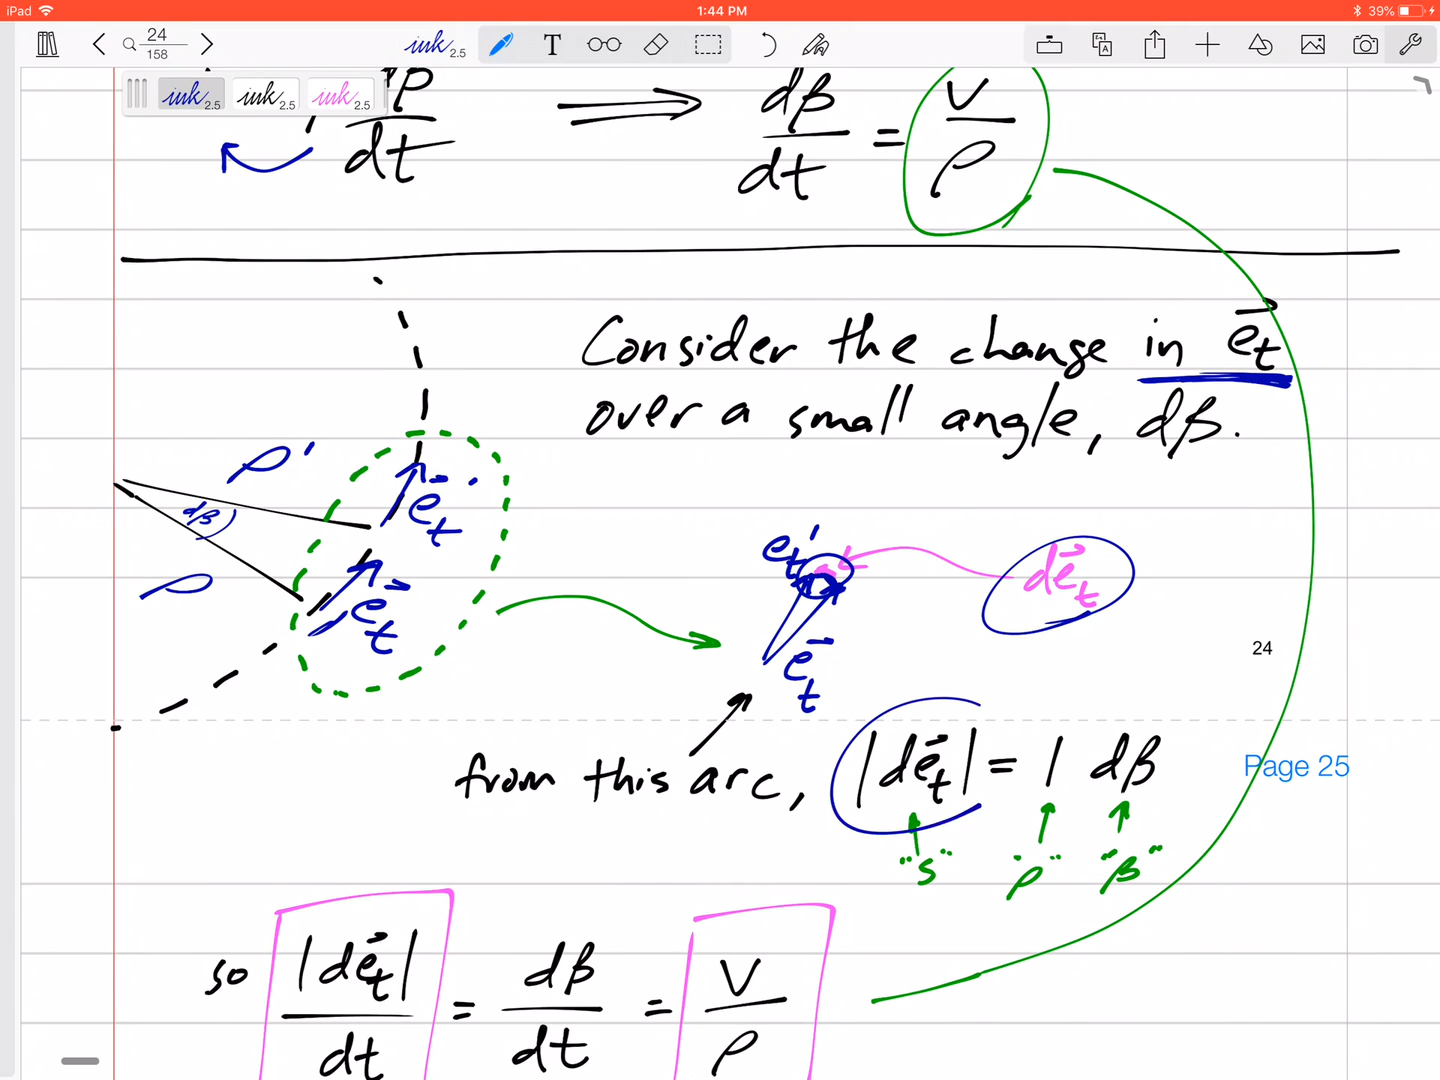 iPad 1:44 PM 39%
24
158
ink 2.5 T
ink 2.5 ink 2.5 ink 2.5
dβ/dt = v/ρ
dt
Consider the change in e⃗t
over a small angle, dβ.
ρ'
dβ
e⃗t'
ρ
e⃗t
et'
de⃗t
e⃗t
24
from this arc, |de⃗t| = 1 dβ
Page 25
"s" "ρ" "β"
so |de⃗t|/dt = dβ/dt = v/ρ